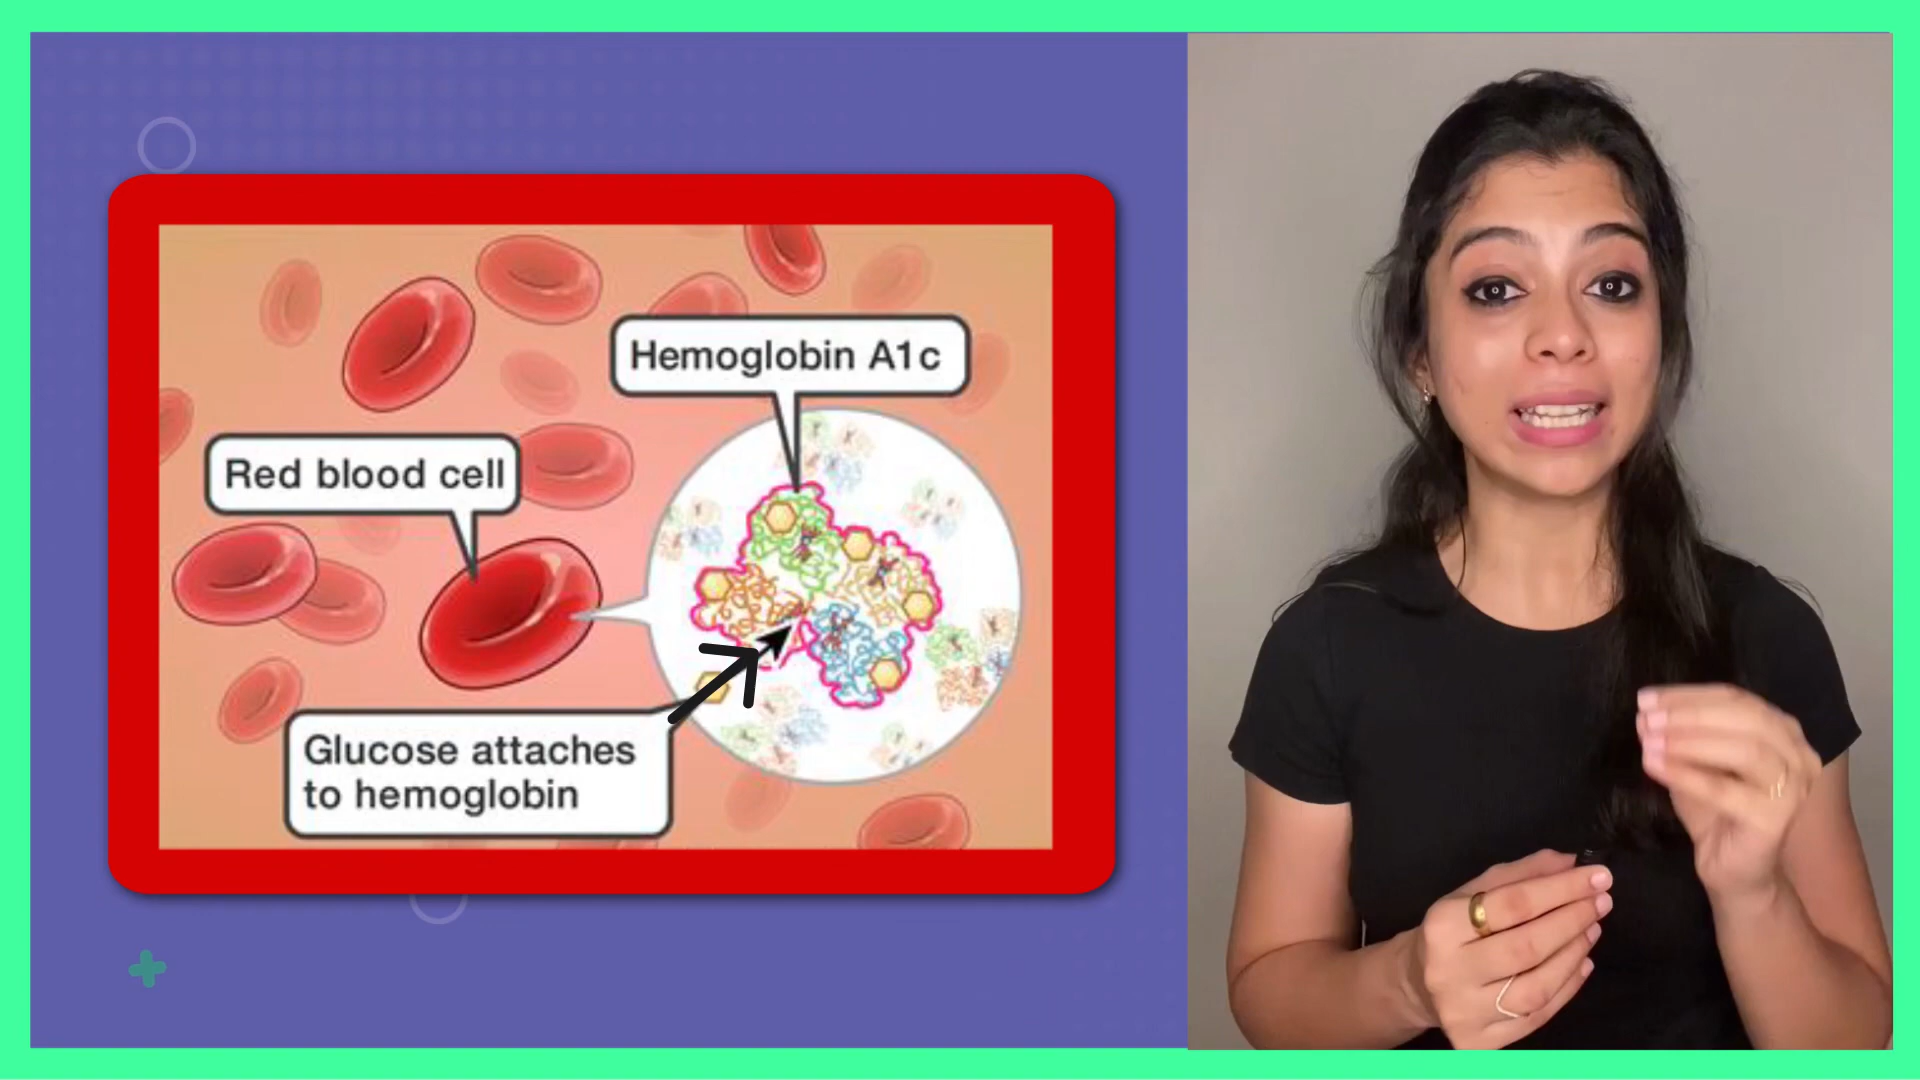 Hemoglobin A1c
Red blood cell
Glucose attaches
to hemoglobin